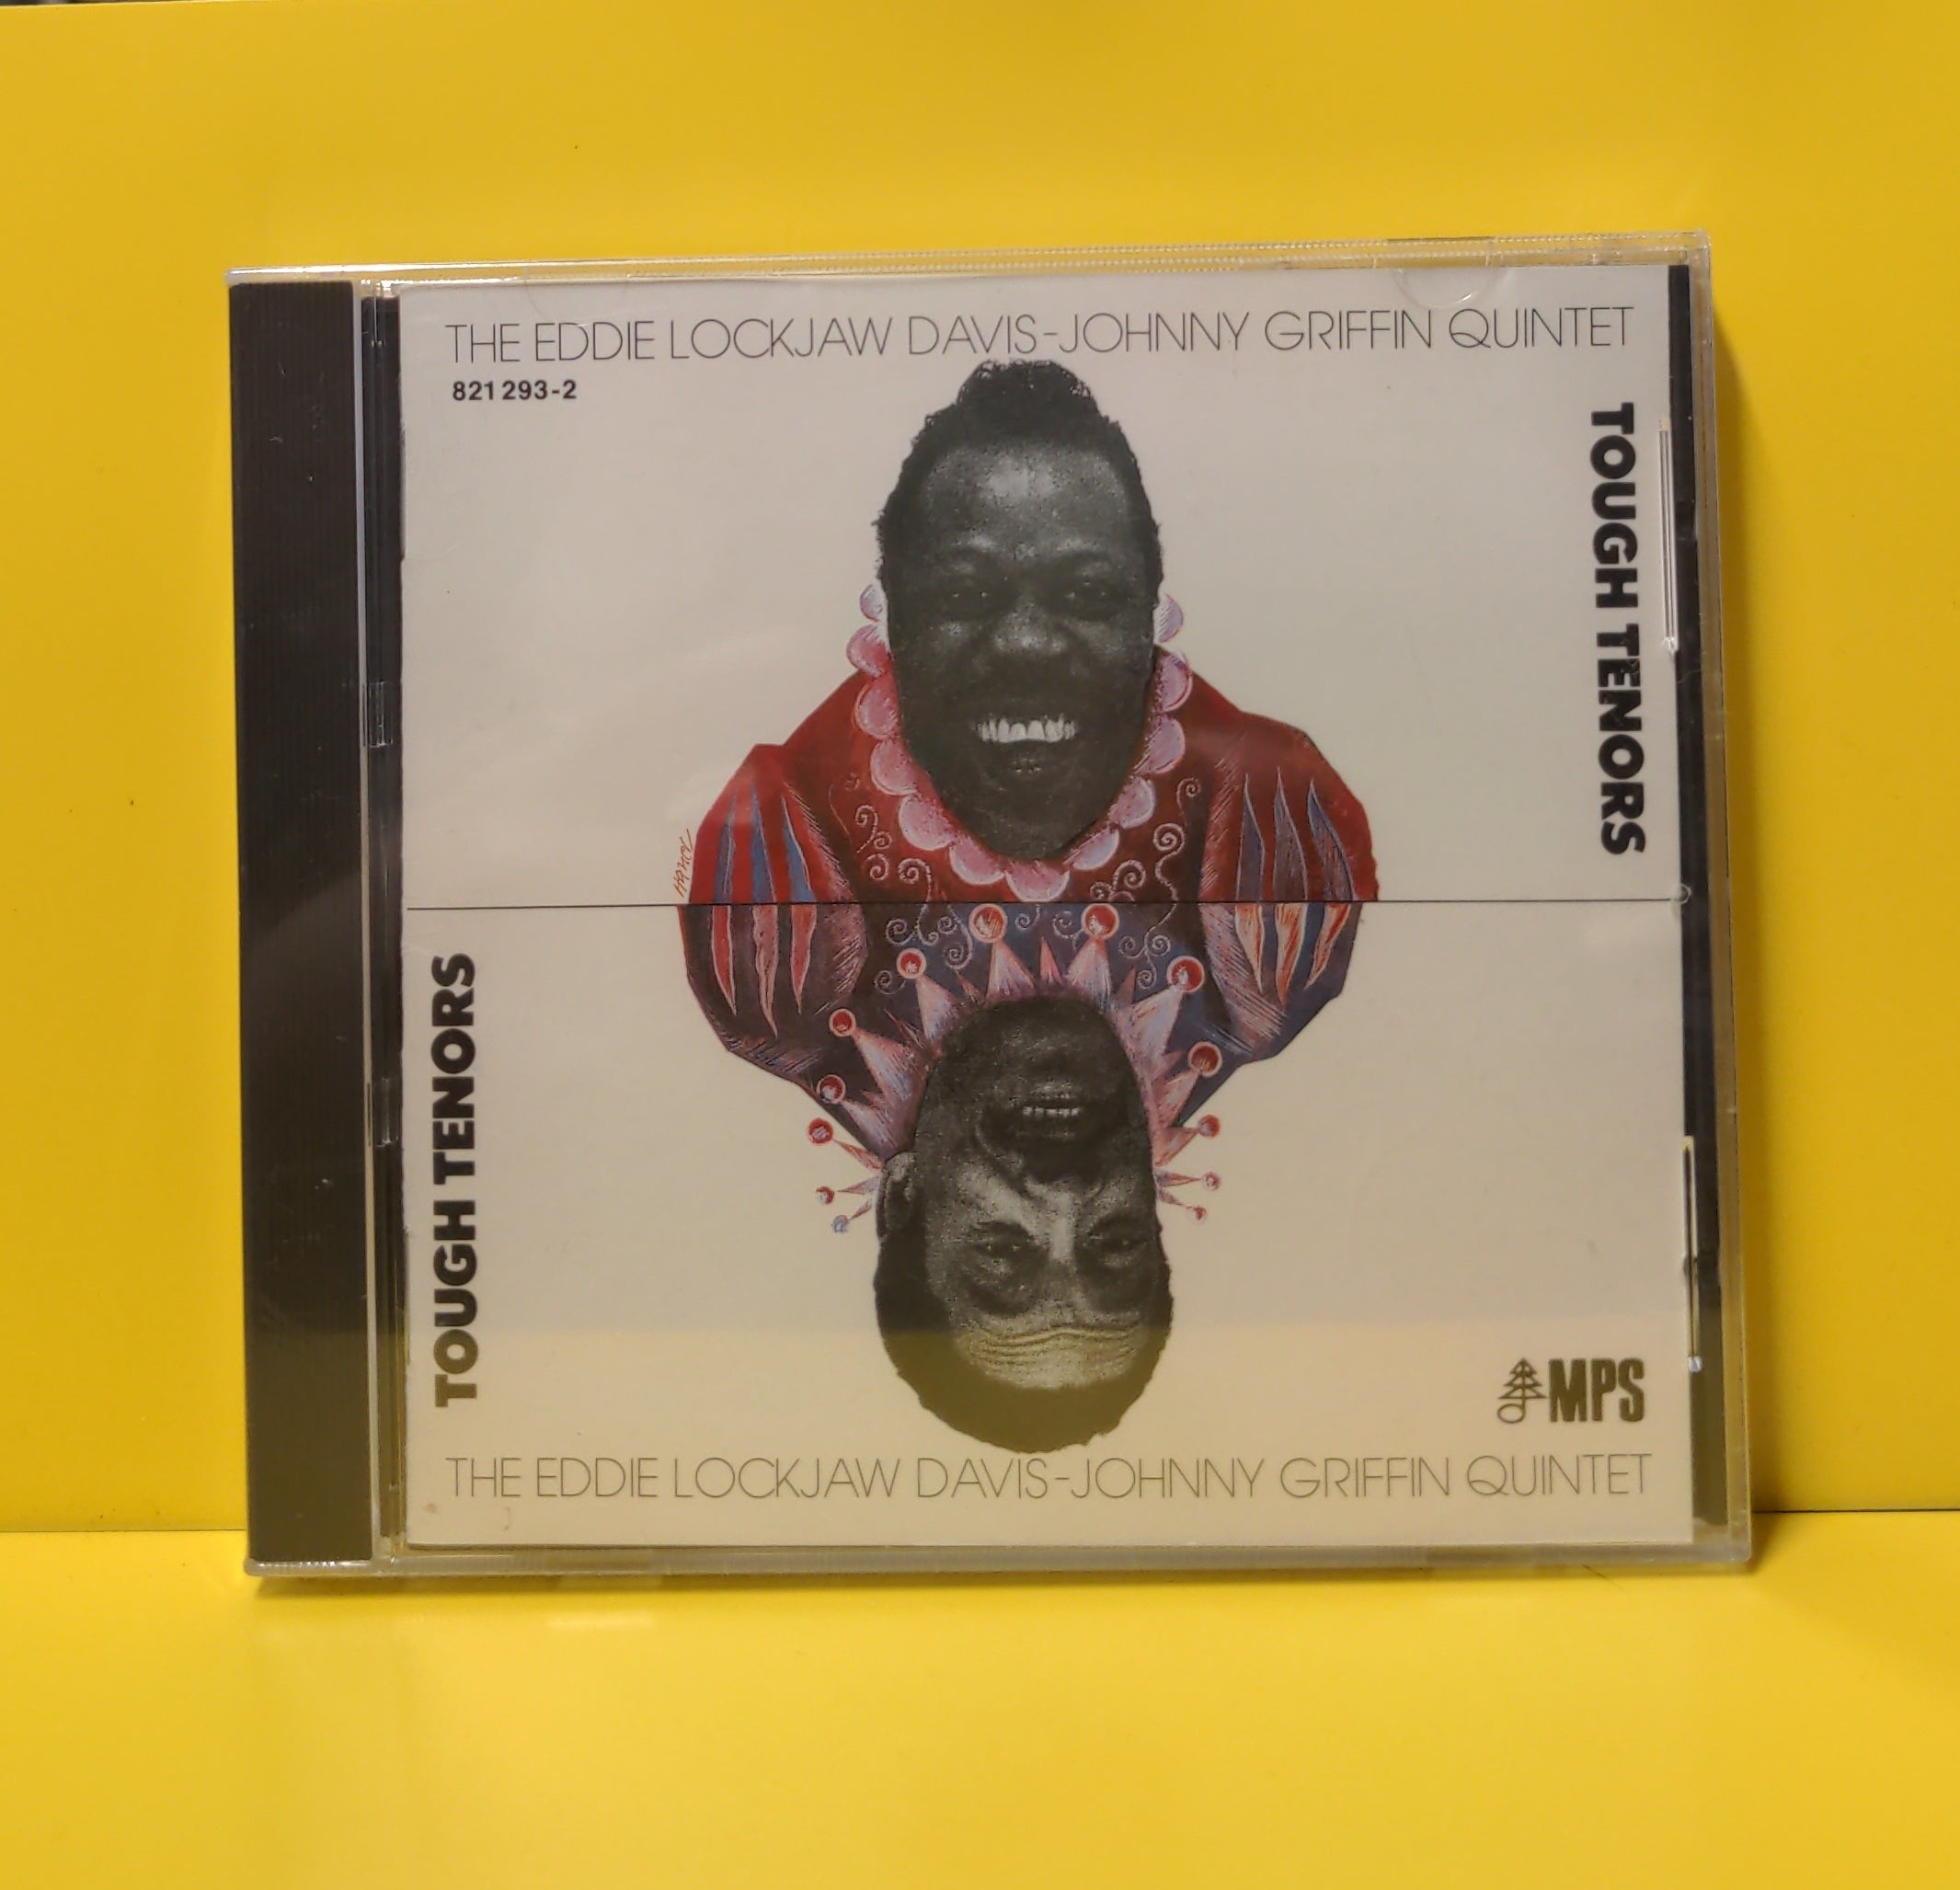 THE EDDIE LOCKJAW DAVIS-JOHNNY GRIFFIN QUINTET
821 293-2
TOUGH TENORS
TOUGH TENORS
MPS
THE EDDIE LOCKJAW DAVIS-JOHNNY GRIFFIN QUINTET